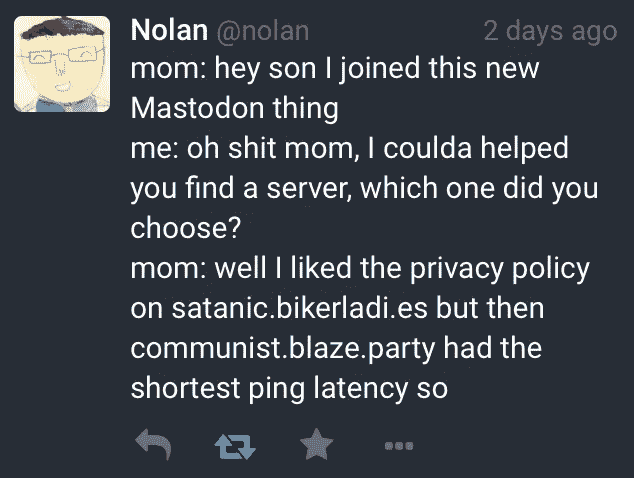 Nolan @nolan 2 days ago
mom: hey son I joined this new
Mastodon thing
me: oh shit mom, I coulda helped
you find a server, which one did you
choose?
mom: well I liked the privacy policy
on satanic.bikerladi.es but then
communist.blaze.party had the
shortest ping latency so